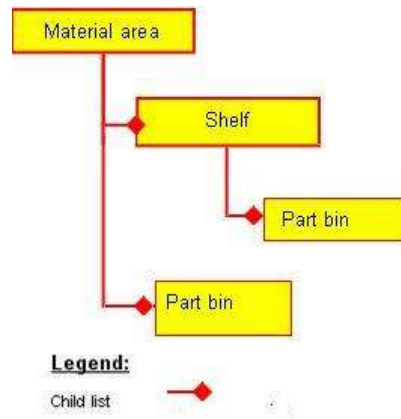 Material area
Shelf
Part bin
Part bin
Legend:
Child list